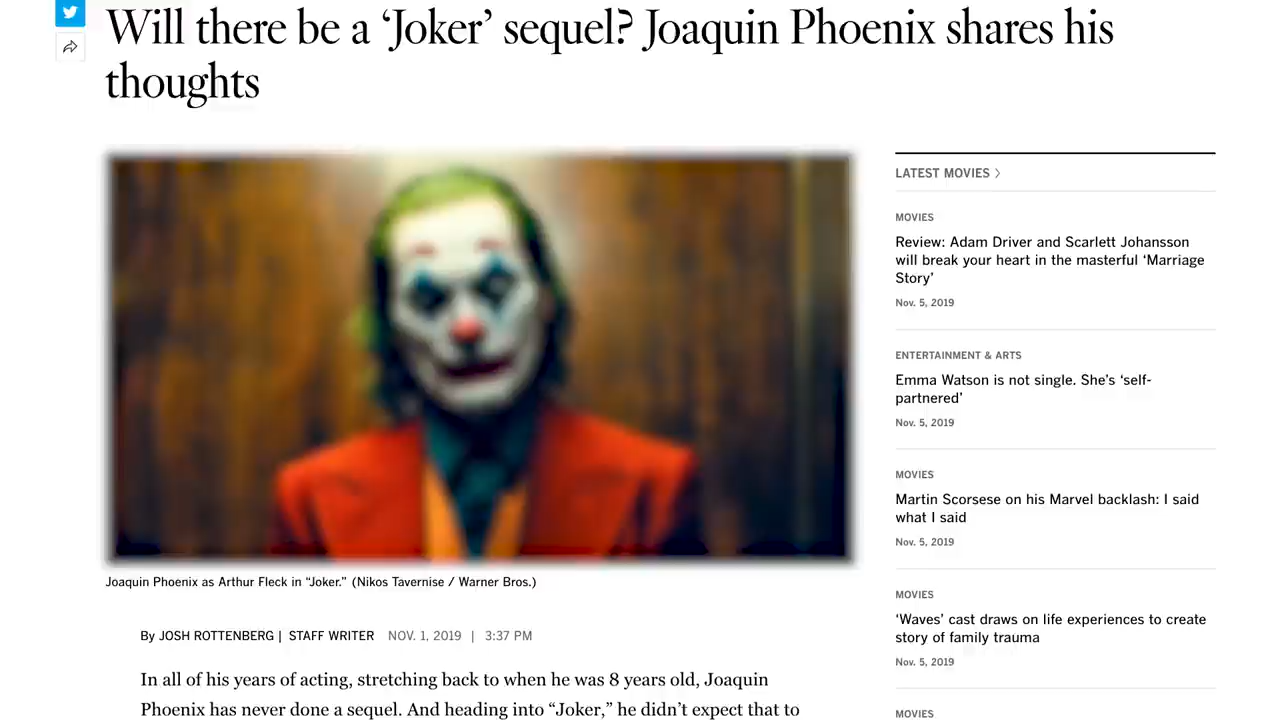 Will there be a ‘Joker’ sequel? Joaquin Phoenix shares his
thoughts
Joaquin Phoenix as Arthur Fleck in “Joker.” (Nikos Tavernise / Warner Bros.)
By JOSH ROTTENBERG | STAFF WRITER NOV. 1, 2019 | 3:37 PM
In all of his years of acting, stretching back to when he was 8 years old, Joaquin
Phoenix has never done a sequel. And heading into “Joker,” he didn’t expect that to
LATEST MOVIES >
MOVIES
Review: Adam Driver and Scarlett Johansson
will break your heart in the masterful ‘Marriage
Story’
Nov. 5, 2019
ENTERTAINMENT & ARTS
Emma Watson is not single. She’s ‘self-
partnered’
Nov. 5, 2019
MOVIES
Martin Scorsese on his Marvel backlash: I said
what I said
Nov. 5, 2019
MOVIES
‘Waves’ cast draws on life experiences to create
story of family trauma
Nov. 5, 2019
MOVIES